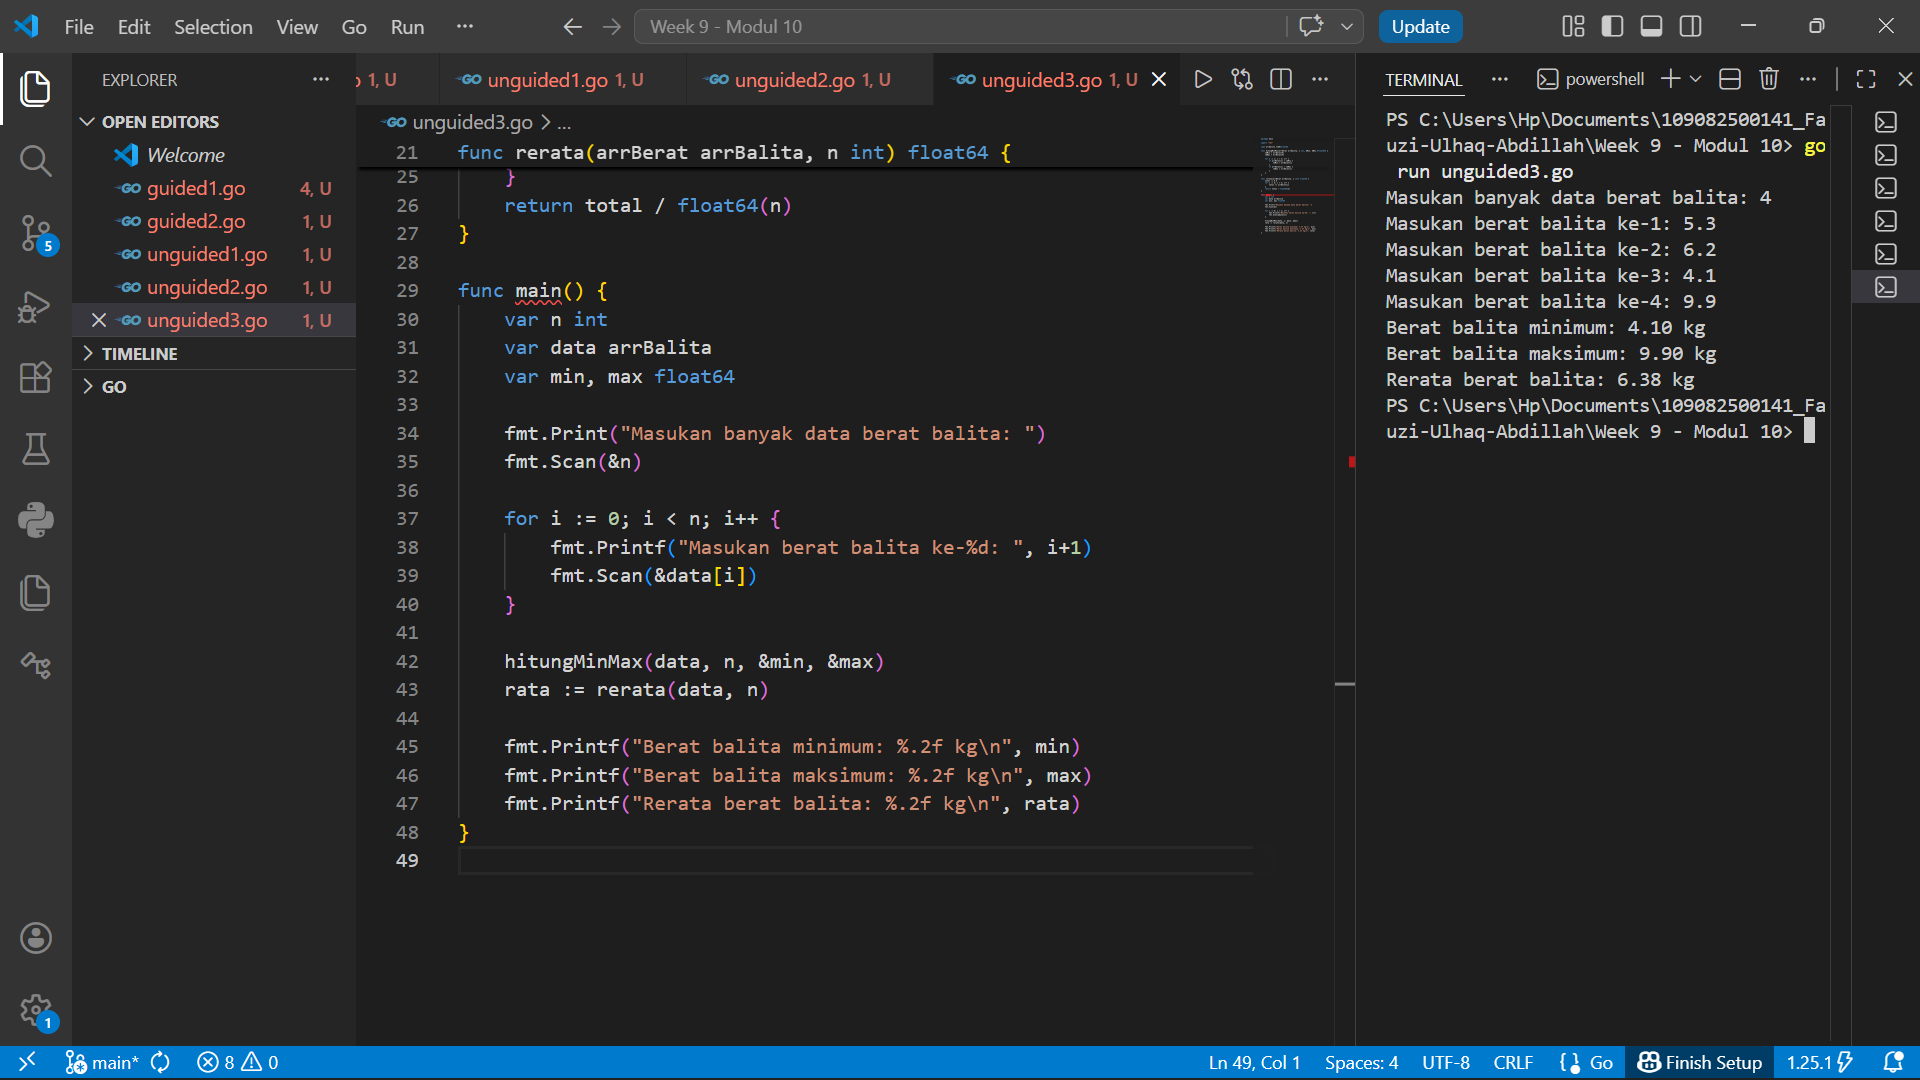 File Edit Selection View Go Run ... Week 9 - Modul 10 Update
EXPLORER
OPEN EDITORS
Welcome
guided1.go 4, U
guided2.go 1, U
unguided1.go 1, U
unguided2.go 1, U
unguided3.go 1, U
TIMELINE
GO
1, U unguided1.go 1, U unguided2.go 1, U unguided3.go 1, U
unguided3.go > ...
21 func rerata(arrBerat arrBalita, n int) float64 {
25 }
26 return total / float64(n)
27 }
28
29 func main() {
30 var n int
31 var data arrBalita
32 var min, max float64
33
34 fmt.Print("Masukan banyak data berat balita: ")
35 fmt.Scan(&n)
36
37 for i := 0; i < n; i++ {
38 fmt.Printf("Masukan berat balita ke-%d: ", i+1)
39 fmt.Scan(&data[i])
40 }
41
42 hitungMinMax(data, n, &min, &max)
43 rata := rerata(data, n)
44
45 fmt.Printf("Berat balita minimum: %.2f kg\n", min)
46 fmt.Printf("Berat balita maksimum: %.2f kg\n", max)
47 fmt.Printf("Rerata berat balita: %.2f kg\n", rata)
48 }
49
TERMINAL ... powershell
PS C:\Users\Hp\Documents\109082500141_Fa
uzi-Ulhaq-Abdillah\Week 9 - Modul 10> go
run unguided3.go
Masukan banyak data berat balita: 4
Masukan berat balita ke-1: 5.3
Masukan berat balita ke-2: 6.2
Masukan berat balita ke-3: 4.1
Masukan berat balita ke-4: 9.9
Berat balita minimum: 4.10 kg
Berat balita maksimum: 9.90 kg
Rerata berat balita: 6.38 kg
PS C:\Users\Hp\Documents\109082500141_Fa
uzi-Ulhaq-Abdillah\Week 9 - Modul 10>
5
1
main* 8 0 Ln 49, Col 1 Spaces: 4 UTF-8 CRLF {} Go Finish Setup 1.25.1